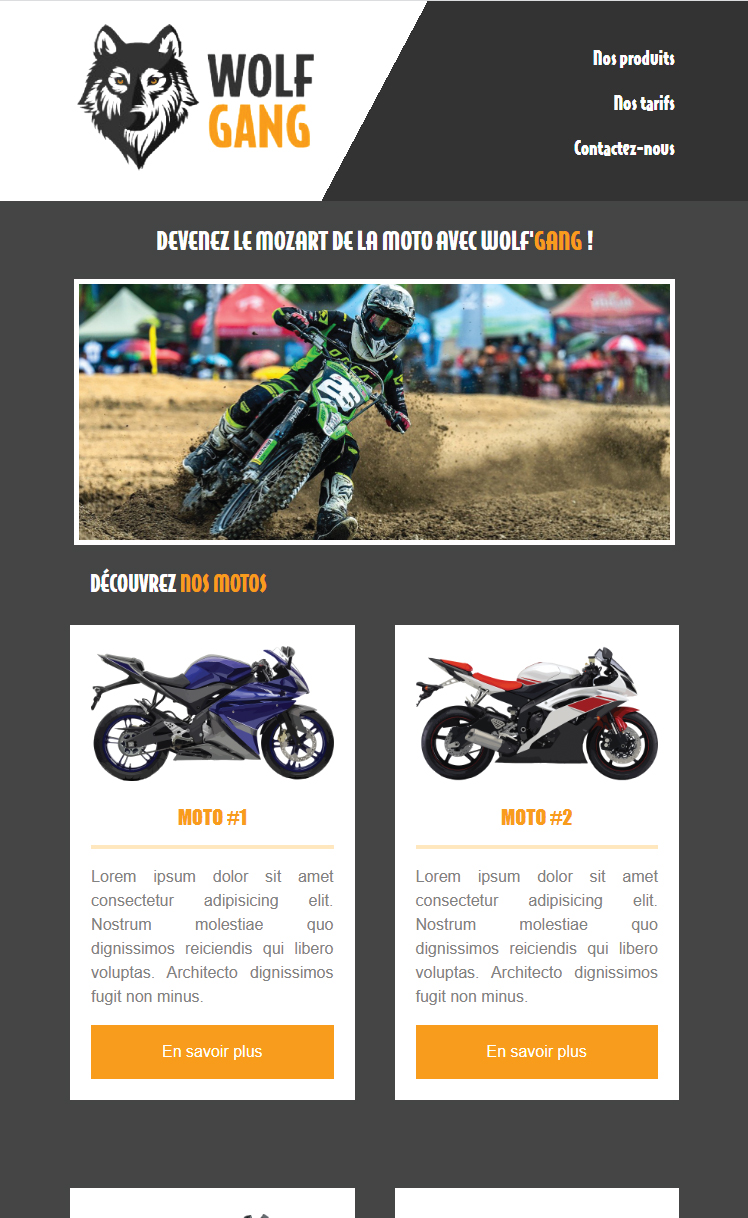 WOLF
GANG
Nos produits
Nos tarifs
Contactez-nous
DEVENEZ LE MOZART DE LA MOTO AVEC WOLF'GANG !
ORCA
26
DÉCOUVREZ NOS MOTOS
MOTO #1
Lorem ipsum dolor sit amet
consectetur adipisicing elit.
Nostrum molestiae quo
dignissimos reiciendis qui libero
voluptas. Architecto dignissimos
fugit non minus.
En savoir plus
MOTO #2
Lorem ipsum dolor sit amet
consectetur adipisicing elit.
Nostrum molestiae quo
dignissimos reiciendis qui libero
voluptas. Architecto dignissimos
fugit non minus.
En savoir plus